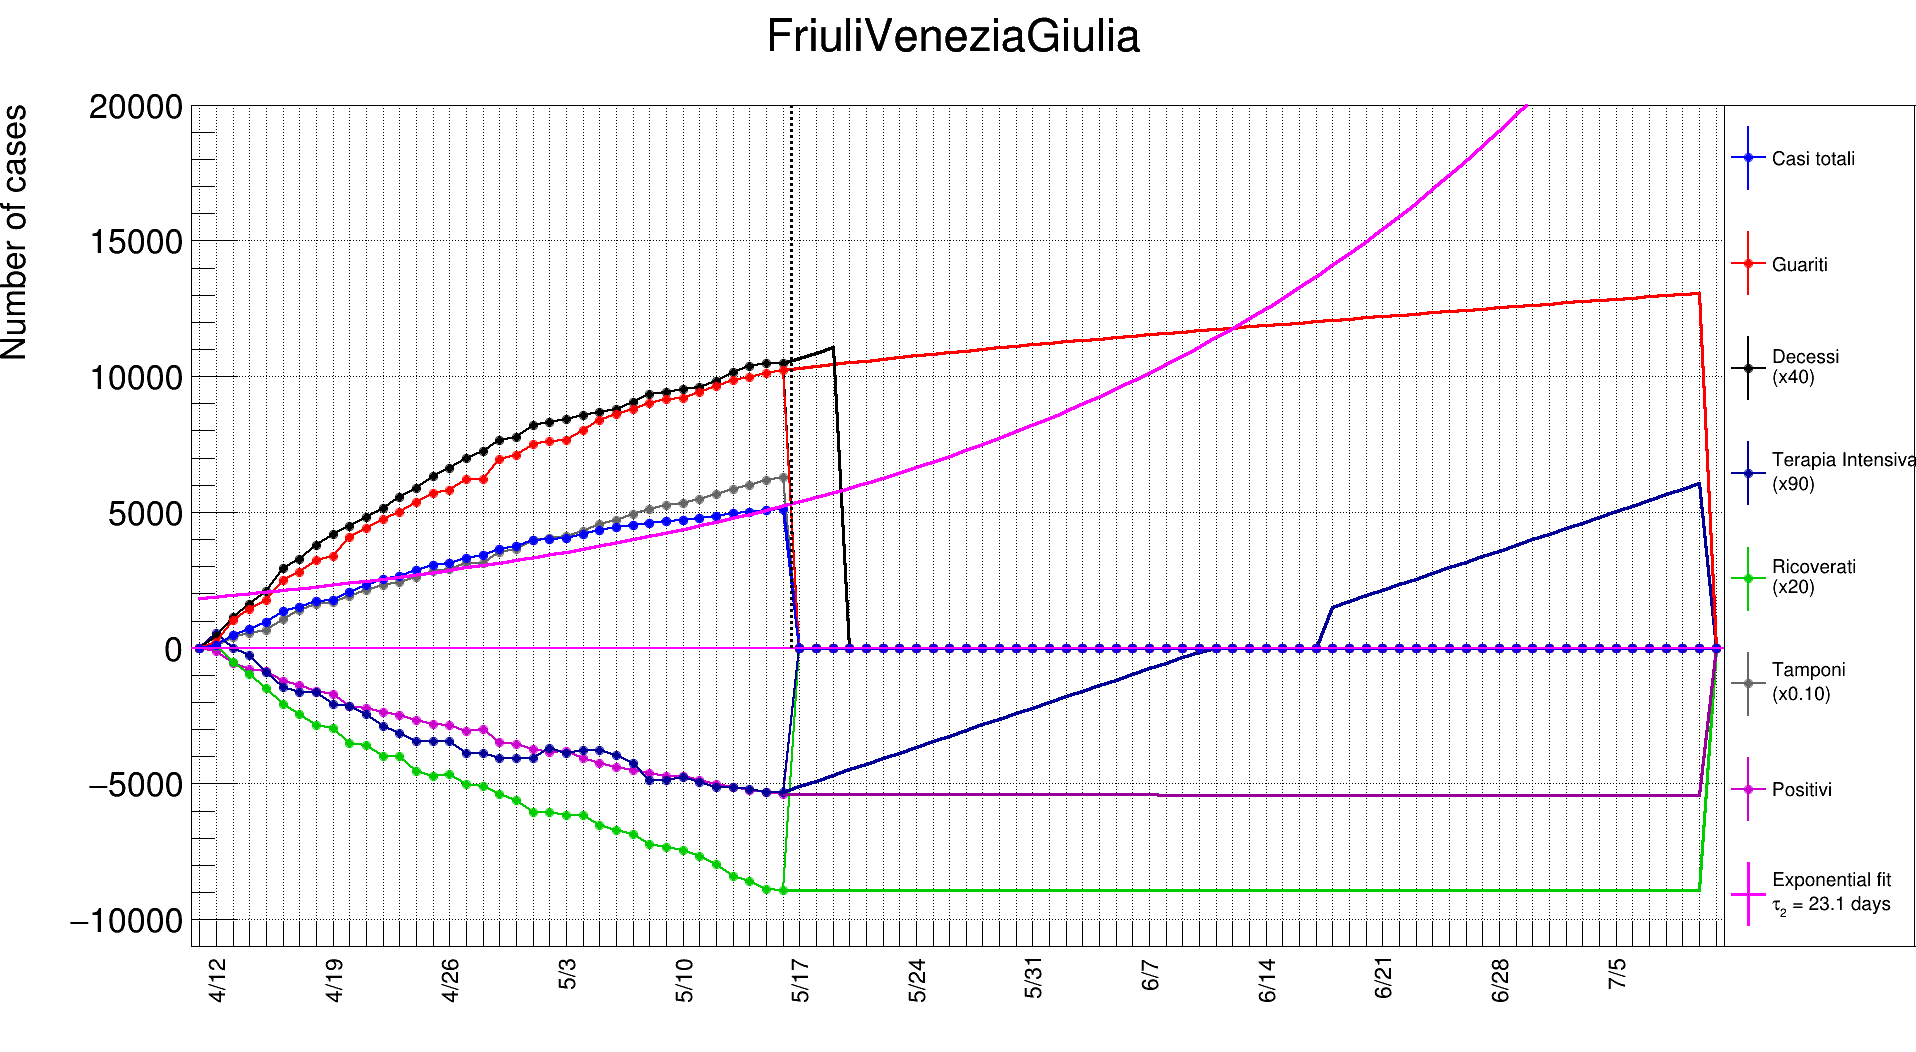 FriuliVeneziaGiulia
Number of cases
20000
15000
10000
5000
0
−5000
−10000
4/12
4/19
4/26
5/3
5/10
5/17
5/24
5/31
6/7
6/14
6/21
6/28
7/5
Casi totali
Guariti
Decessi
(x40)
Terapia Intensiva
(x90)
Ricoverati
(x20)
Tamponi
(x0.10)
Positivi
Exponential fit
τ2 = 23.1 days